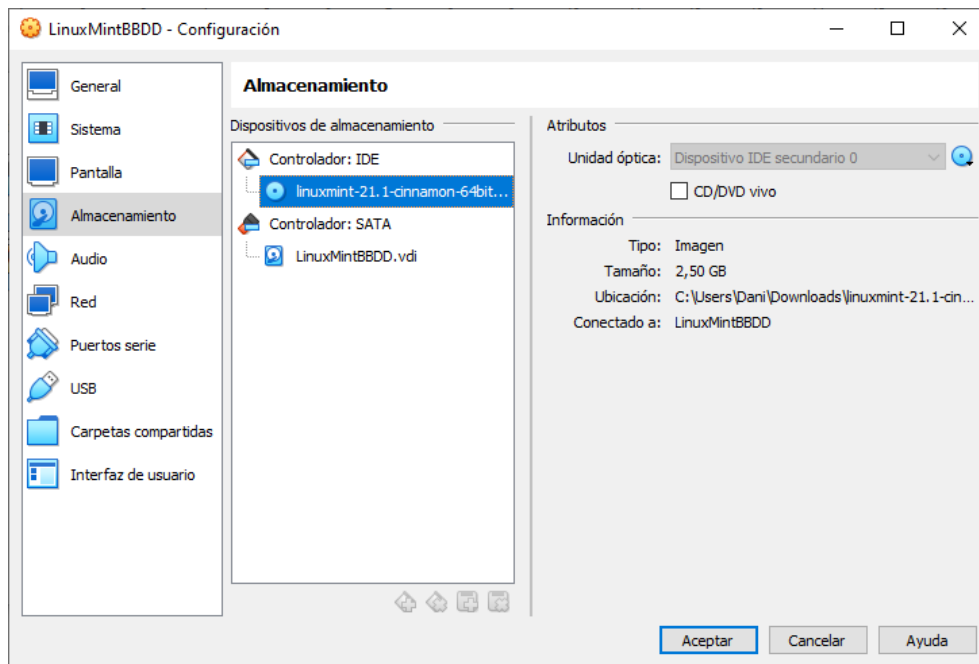 LinuxMintBBDD - Configuración
General
Sistema
Pantalla
Almacenamiento
Audio
Red
Puertos serie
USB
Carpetas compartidas
Interfaz de usuario
Almacenamiento
Dispositivos de almacenamiento
Controlador: IDE
linuxmint-21.1-cinnamon-64bit...
Controlador: SATA
LinuxMintBBDD.vdi
Atributos
Unidad óptica: Dispositivo IDE secundario 0
CD/DVD vivo
Información
Tipo: Imagen
Tamaño: 2,50 GB
Ubicación: C:\Users\Dani\Downloads\linuxmint-21.1-cin...
Conectado a: LinuxMintBBDD
Aceptar Cancelar Ayuda